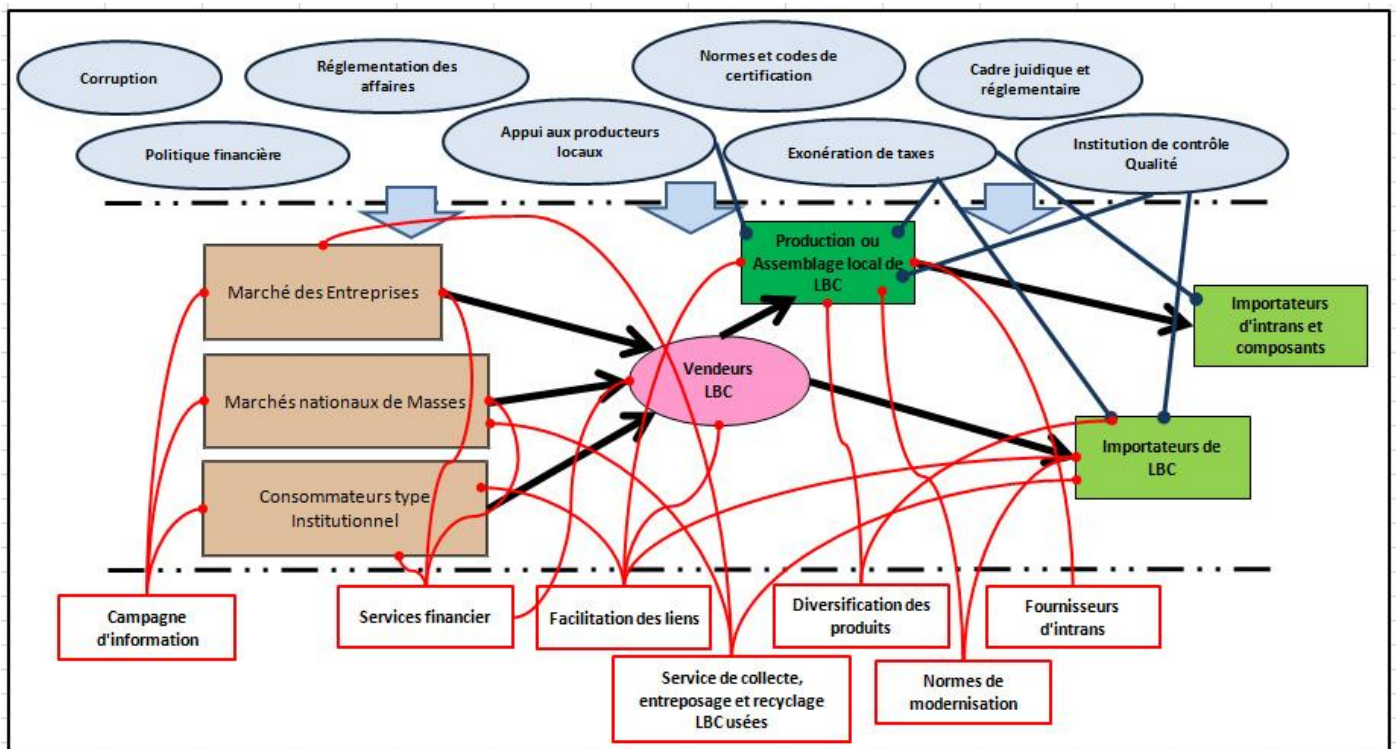 Corruption
Réglementation des
affaires
Normes et codes de
certification
Cadre juidique et
réglementaire
Politique financière
Appui aux producteurs
locaux
Exonération de taxes
Institution de contrôle
Qualité
Marché des Entreprises
Production ou
Assemblage local de
LBC
Importateurs
d'intrans et
composants
Marchés nationaux de Masses
Vendeurs
LBC
Consommateurs type
Institutionnel
Importateurs de
LBC
Campagne
d'information
Services financier
Facilitation des liens
Diversification des
produits
Fournisseurs
d'intrans
Service de collecte,
entreposage et recyclage
LBC usées
Normes de
modernisation